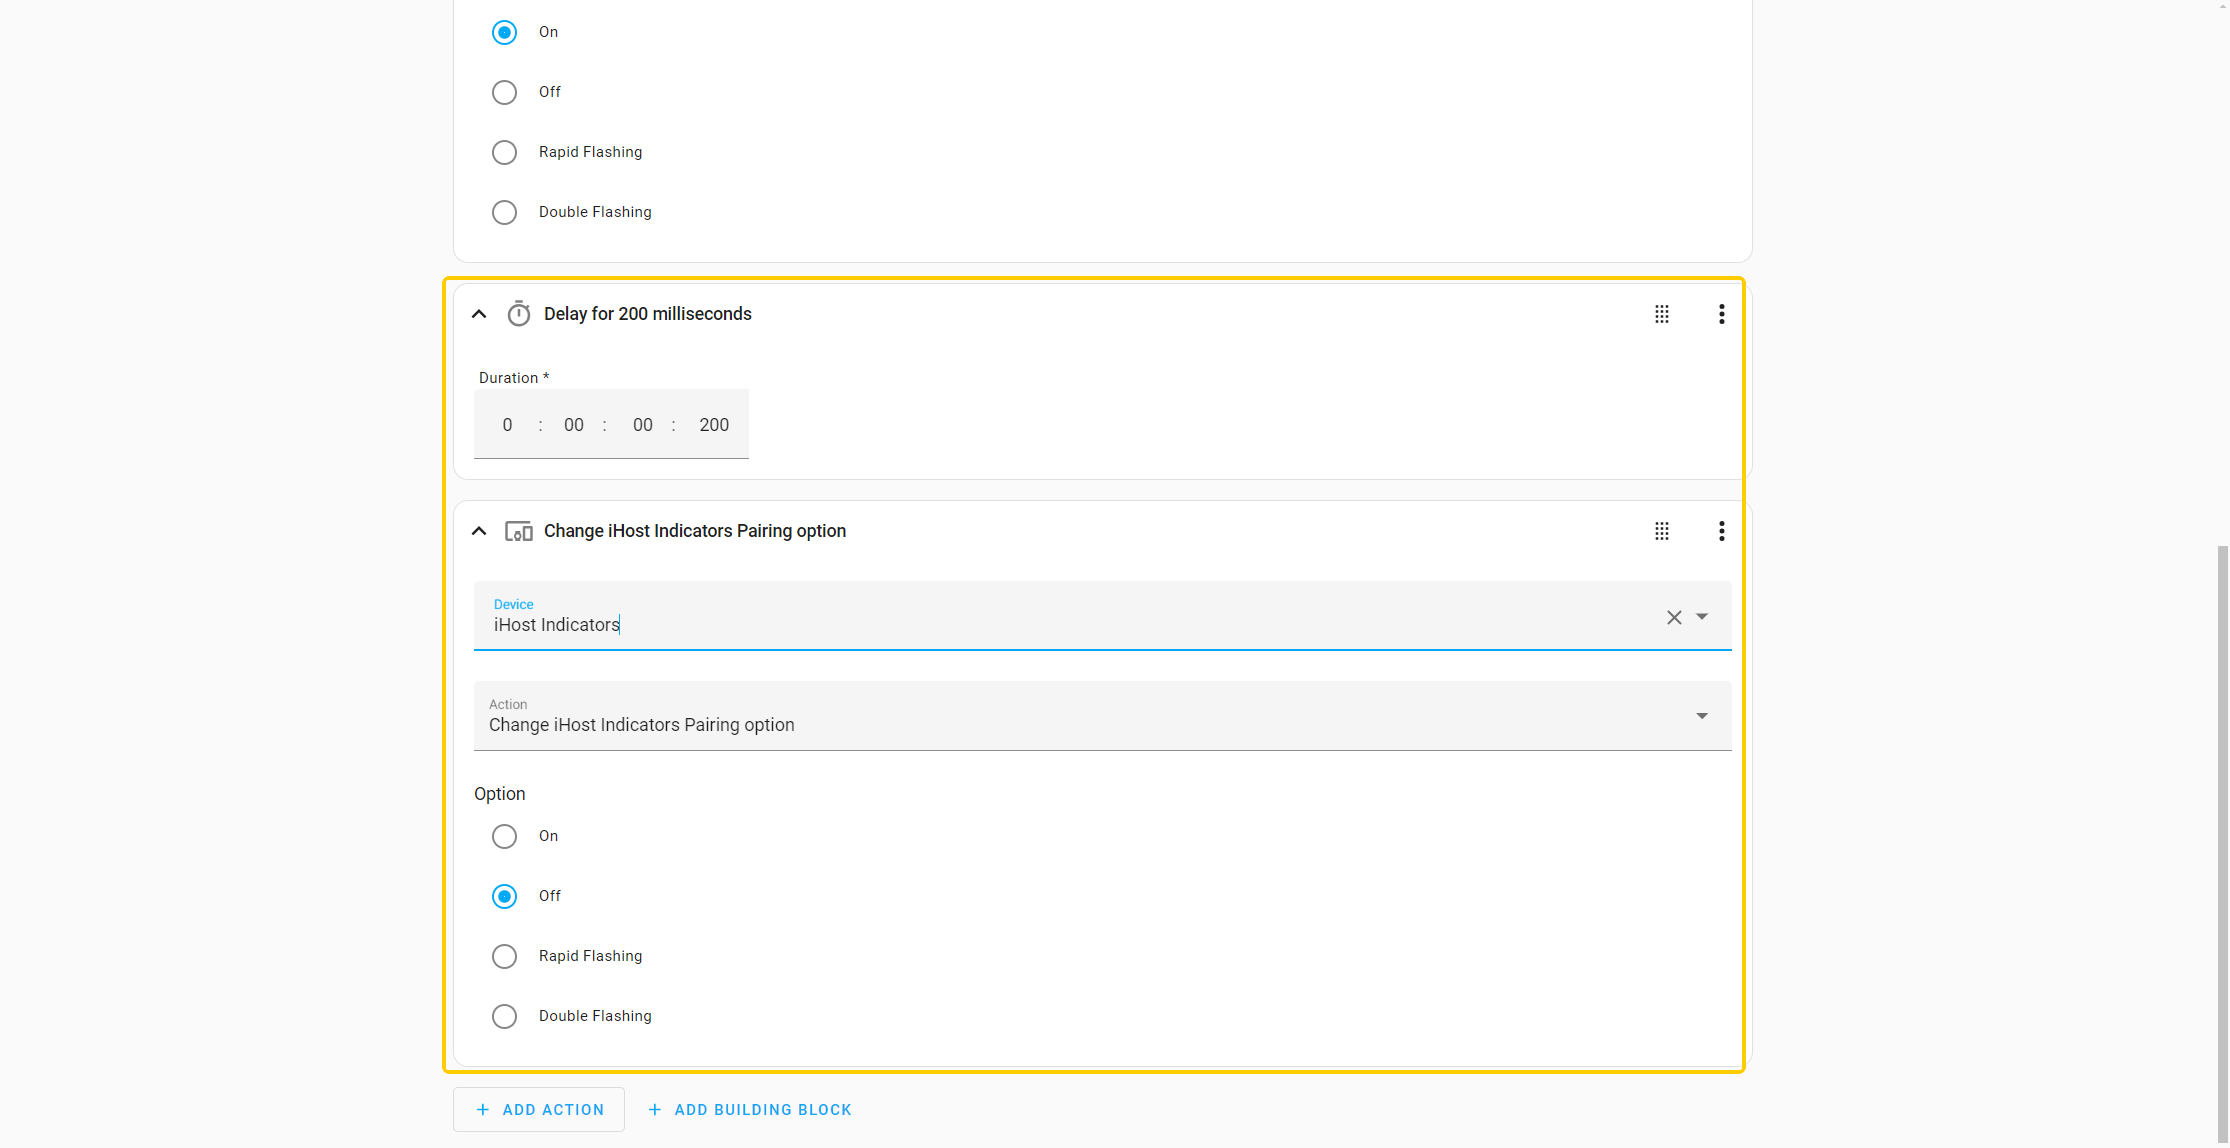 On
Off
Rapid Flashing
Double Flashing
Delay for 200 milliseconds
Duration *
0 : 00 : 00 : 200
Change iHost Indicators Pairing option
Device
iHost Indicators
Action
Change iHost Indicators Pairing option
Option
On
Off
Rapid Flashing
Double Flashing
+ ADD ACTION + ADD BUILDING BLOCK